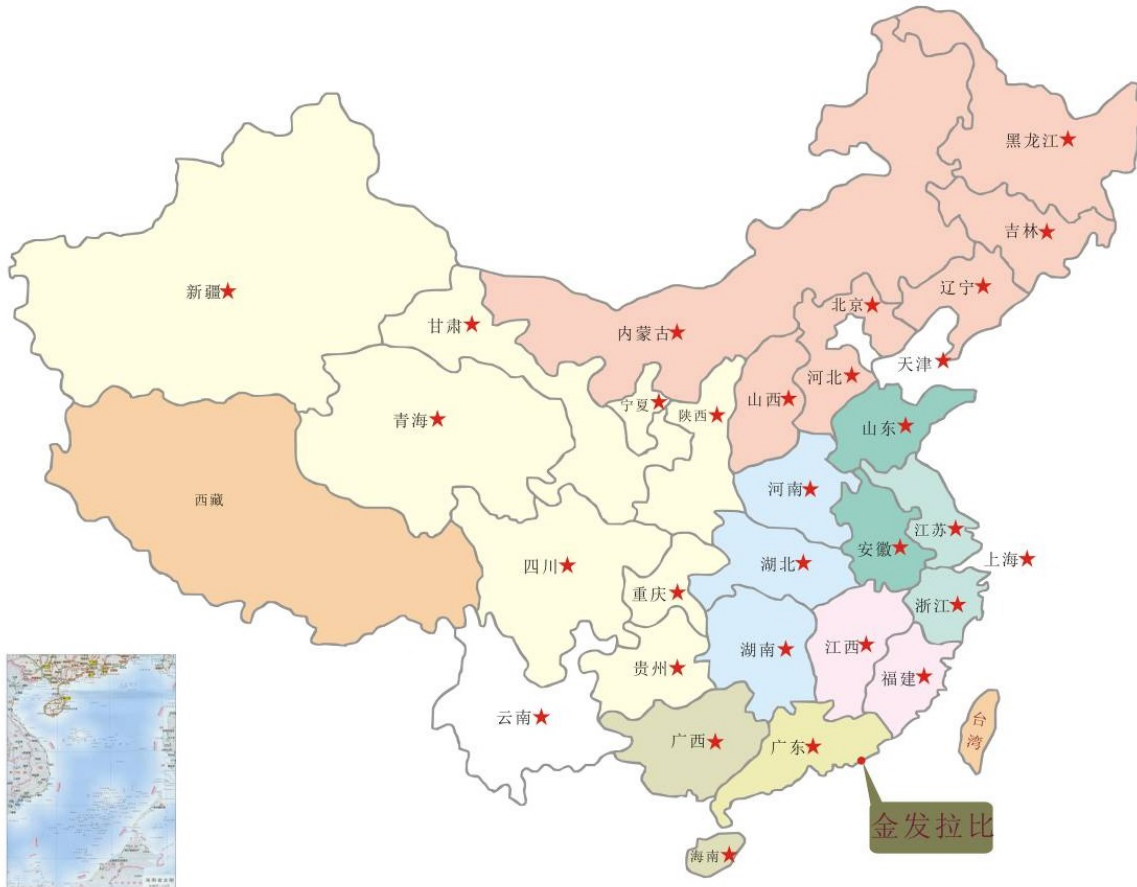 黑龙江
吉林
辽宁
北京
天津
内蒙古
河北
山西
新疆
甘肃
宁夏
陕西
青海
山东
河南
西藏
江苏
安徽
上海
四川
湖北
重庆
浙江
湖南
江西
贵州
福建
云南
广西
广东
台
湾
金发拉比
海南